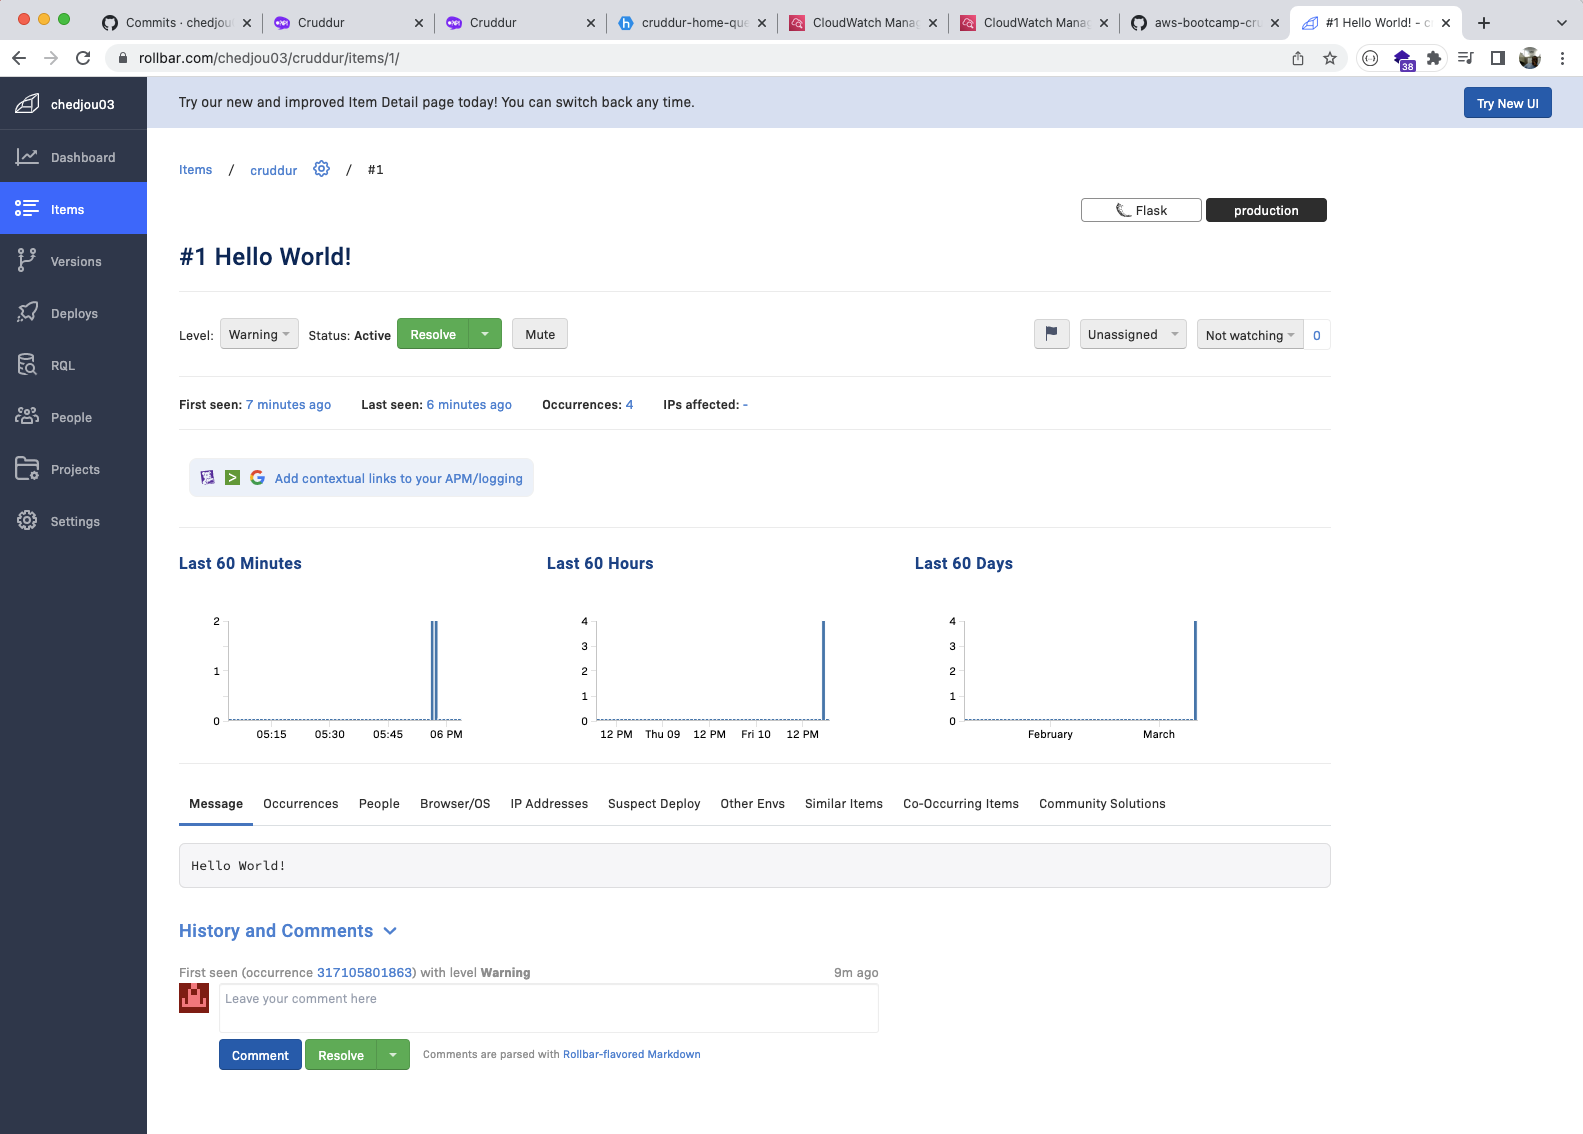 Commits · chedjou
Cruddur
Cruddur
cruddur-home-que
CloudWatch Manag
CloudWatch Manag
aws-bootcamp-cru
#1 Hello World! - c
rollbar.com/chedjou03/cruddur/items/1/
38
chedjou03
Try our new and improved Item Detail page today! You can switch back any time.
Try New UI
Dashboard
Items
Versions
Deploys
RQL
People
Projects
Settings
Items / cruddur / #1
Flask
production
#1 Hello World!
Level: Warning Status: Active Resolve Mute
Unassigned Not watching 0
First seen: 7 minutes ago Last seen: 6 minutes ago Occurrences: 4 IPs affected: -
Add contextual links to your APM/logging
Last 60 Minutes
2
1
0
05:15 05:30 05:45 06 PM
Last 60 Hours
4
3
2
1
0
12 PM Thu 09 12 PM Fri 10 12 PM
Last 60 Days
4
3
2
1
0
February March
Message Occurrences People Browser/OS IP Addresses Suspect Deploy Other Envs Similar Items Co-Occurring Items Community Solutions
Hello World!
History and Comments
First seen (occurrence 317105801863) with level Warning 9m ago
Leave your comment here
Comment Resolve Comments are parsed with Rollbar-flavored Markdown